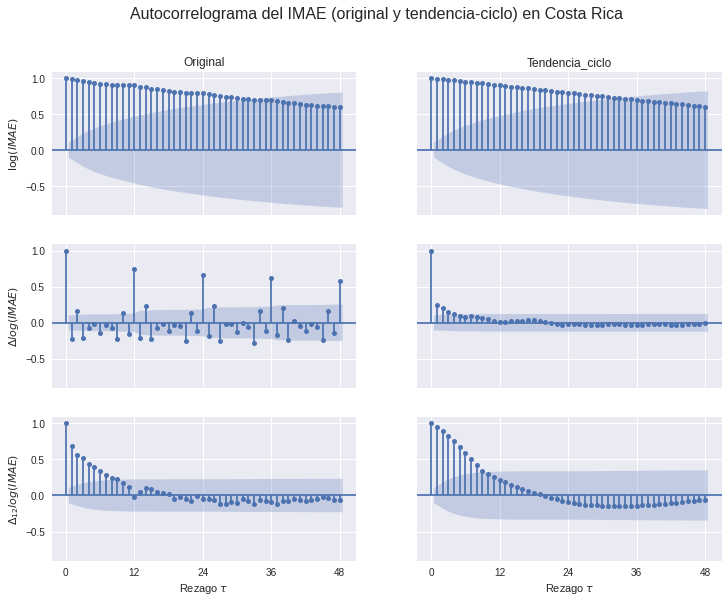 Autocorrelograma del IMAE (original y tendencia-ciclo) en Costa Rica
Original
Tendencia_ciclo
log(IMAE)
1.0
0.5
0.0
−0.5
Δlog(IMAE)
1.0
0.5
0.0
−0.5
Δ₁₂log(IMAE)
1.0
0.5
0.0
−0.5
0 12 24 36 48
0 12 24 36 48
Rezago τ
Rezago τ